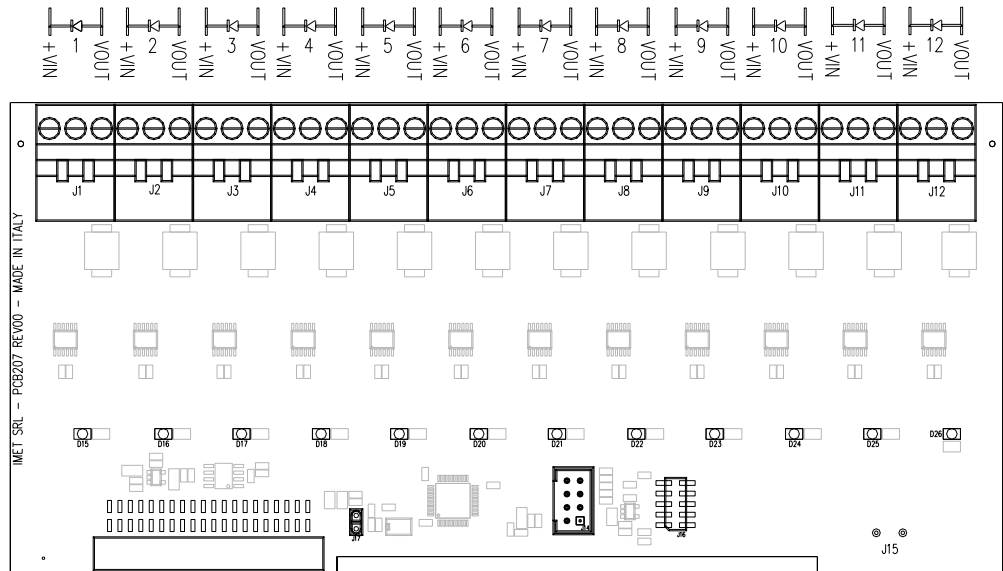 1 2 3 4 5 6 7 8 9 10 11 12
+VIN VOUT +VIN VOUT +VIN VOUT +VIN VOUT +VIN VOUT +VIN VOUT +VIN VOUT +VIN VOUT +VIN VOUT +VIN VOUT +VIN VOUT +VIN VOUT
J1 J2 J3 J4 J5 J6 J7 J8 J9 J10 J11 J12
IMET SRL - PCB207 REV00 - MADE IN ITALY
D15 D16 D17 D18 D19 D20 D21 D22 D23 D24 D25 D26
J17 J14 J16 J15